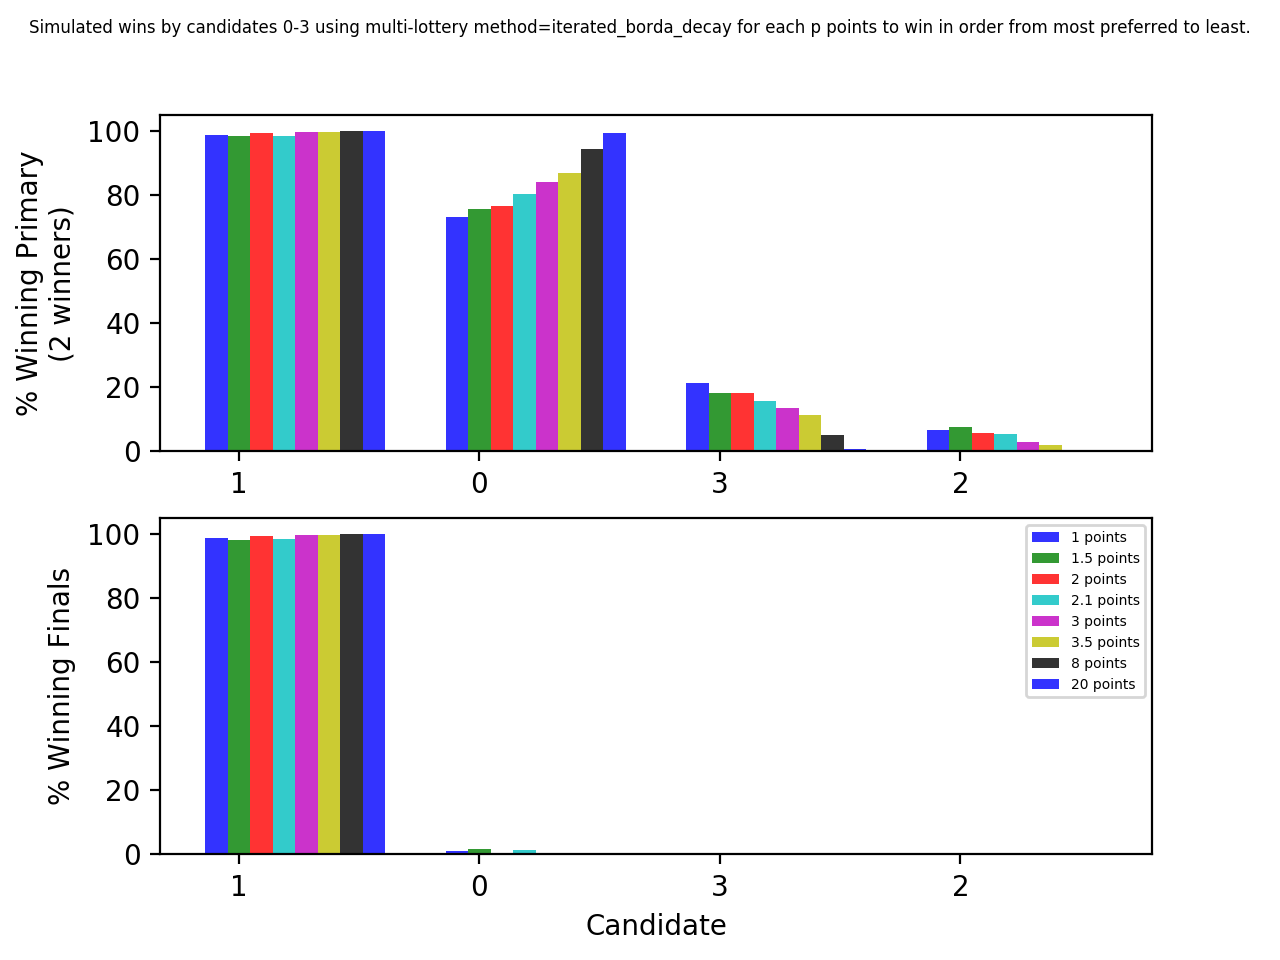 Simulated wins by candidates 0-3 using multi-lottery method=iterated_borda_decay for each p points to win in order from most preferred to least.
% Winning Primary
(2 winners)
100
80
60
40
20
0
1
0
3
2
% Winning Finals
100
80
60
40
20
0
1 points
1.5 points
2 points
2.1 points
3 points
3.5 points
8 points
20 points
1
0
3
2
Candidate